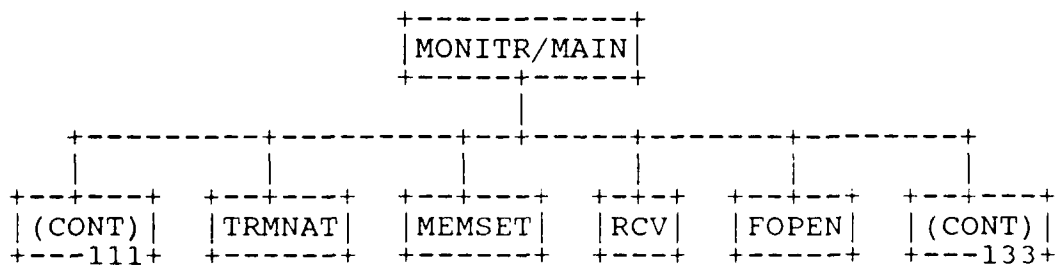 MONITR/MAIN
(CONT) TRMNAT MEMSET RCV FOPEN (CONT)
111 133